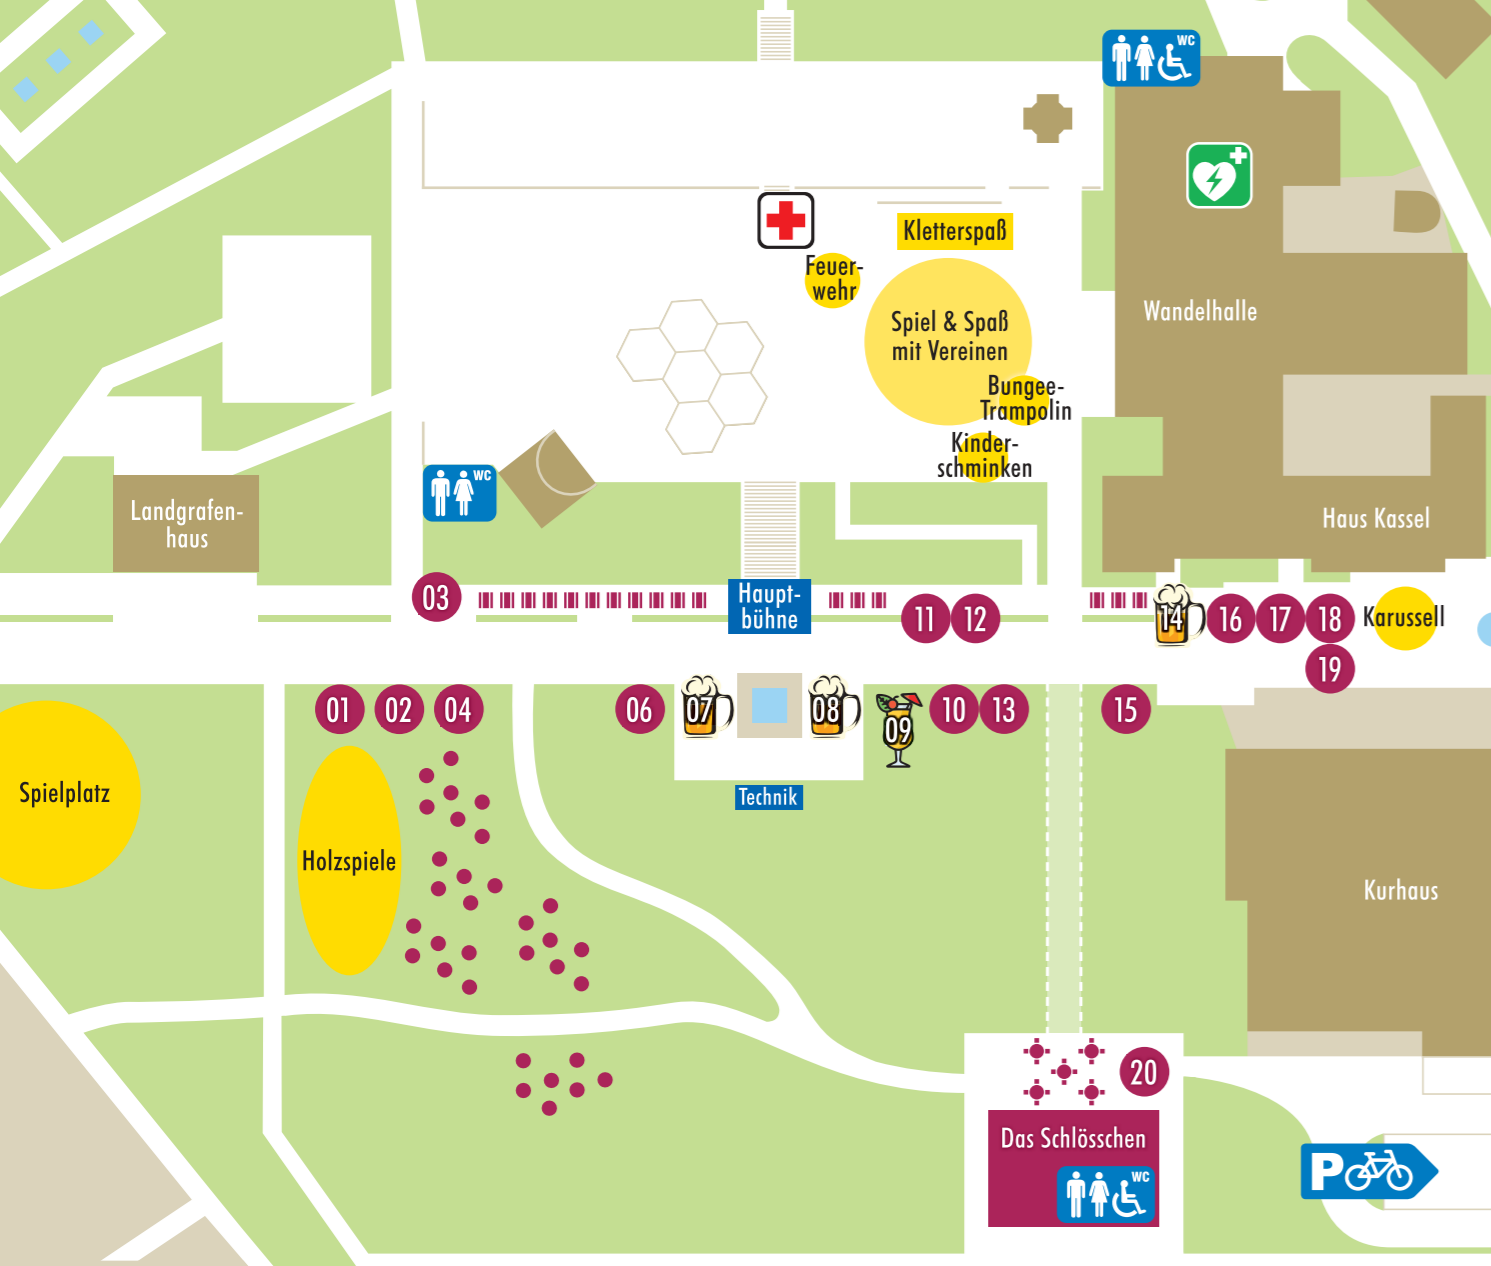 WC
Kletterspaß
Feuer-
wehr
Spiel & Spaß
mit Vereinen
Wandelhalle
Bungee-
Trampolin
Kinder-
schminken
WC
Landgrafen-
haus
Haus Kassel
03
Haupt-
bühne
11
12
14
16
17
18
Karussell
19
01
02
04
06
07
08
09
10
13
15
Spielplatz
Technik
Holzspiele
Kurhaus
20
Das Schlösschen
WC
P